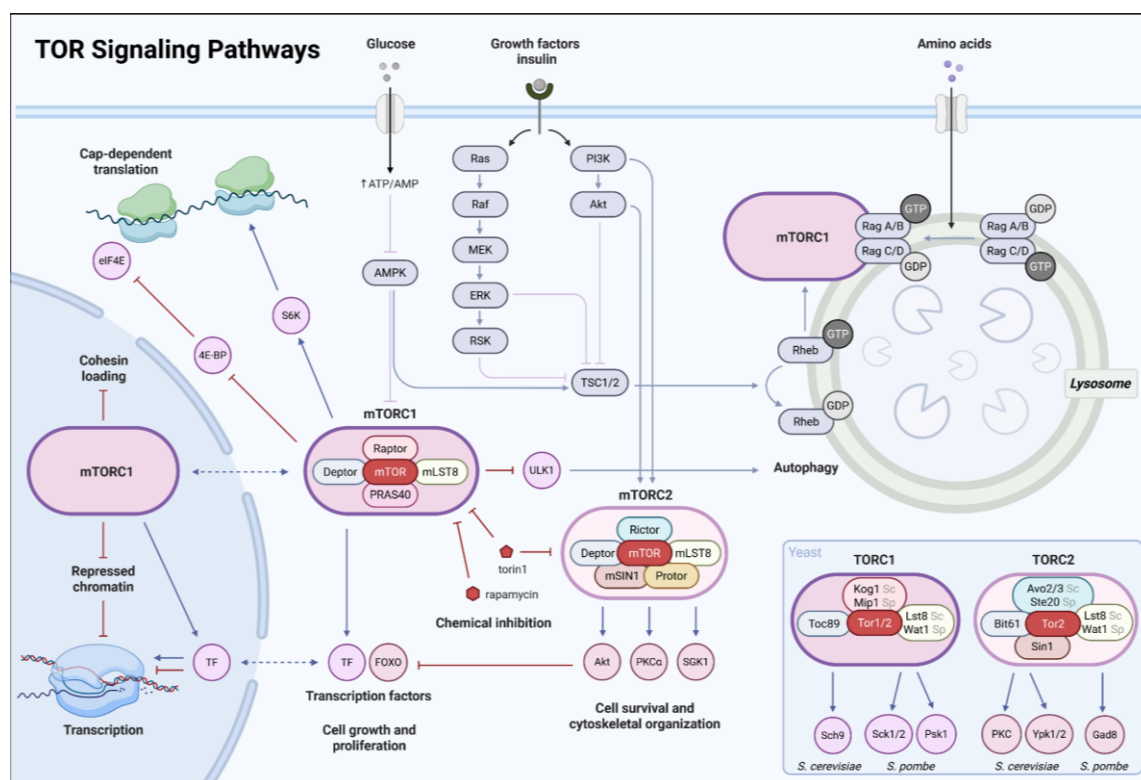 TOR Signaling Pathways
Glucose
Growth factors
insulin
Amino acids
Cap-dependent
translation
↑ATP/AMP
Ras
PI3K
Raf
Akt
MEK
AMPK
ERK
RSK
TSC1/2
eIF4E
S6K
4E-BP
mTORC1
Rag A/B
GTP
Rag C/D
GDP
Rag A/B
GDP
Rag C/D
GTP
Rheb
GTP
Rheb
GDP
Lysosome
Cohesin
loading
mTORC1
mTORC1
Raptor
Deptor
mTOR
mLST8
PRAS40
ULK1
Autophagy
mTORC2
Rictor
Deptor
mTOR
mLST8
mSIN1
Protor
torin1
rapamycin
Chemical inhibition
Repressed
chromatin
TF
Transcription
TF
FOXO
Transcription factors
Cell growth and
proliferation
Akt
PKCα
SGK1
Cell survival and
cytoskeletal organization
Yeast
TORC1
Kog1 Sc
Mip1 Sp
Toc89
Tor1/2
Lst8 Sc
Wat1 Sp
Sch9
Sck1/2
Psk1
S. cerevisiae
S. pombe
TORC2
Avo2/3 Sc
Ste20 Sp
Bit61
Tor2
Lst8 Sc
Wat1 Sp
Sin1
PKC
Ypk1/2
Gad8
S. cerevisiae
S. pombe